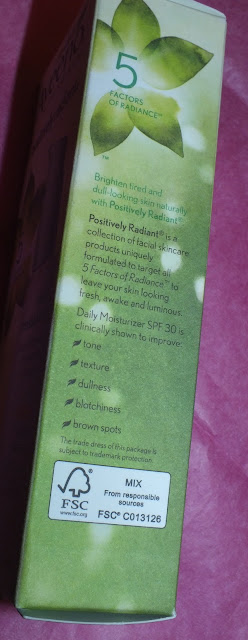 5
FACTORS
OF RADIANCE™
™
Brighten tired and
dull-looking skin naturally
with Positively Radiant®
Positively Radiant® is a
collection of facial skincare
products uniquely
formulated to target all
5 Factors of Radiance™ to
leave your skin looking
fresh, awake and luminous.
Daily Moisturizer SPF 30 is
clinically shown to improve:
tone
texture
dullness
blotchiness
brown spots
The trade dress of this package is
subject to trademark protection.
FSC
www.fsc.org
MIX
From responsible
sources
FSC® C013126